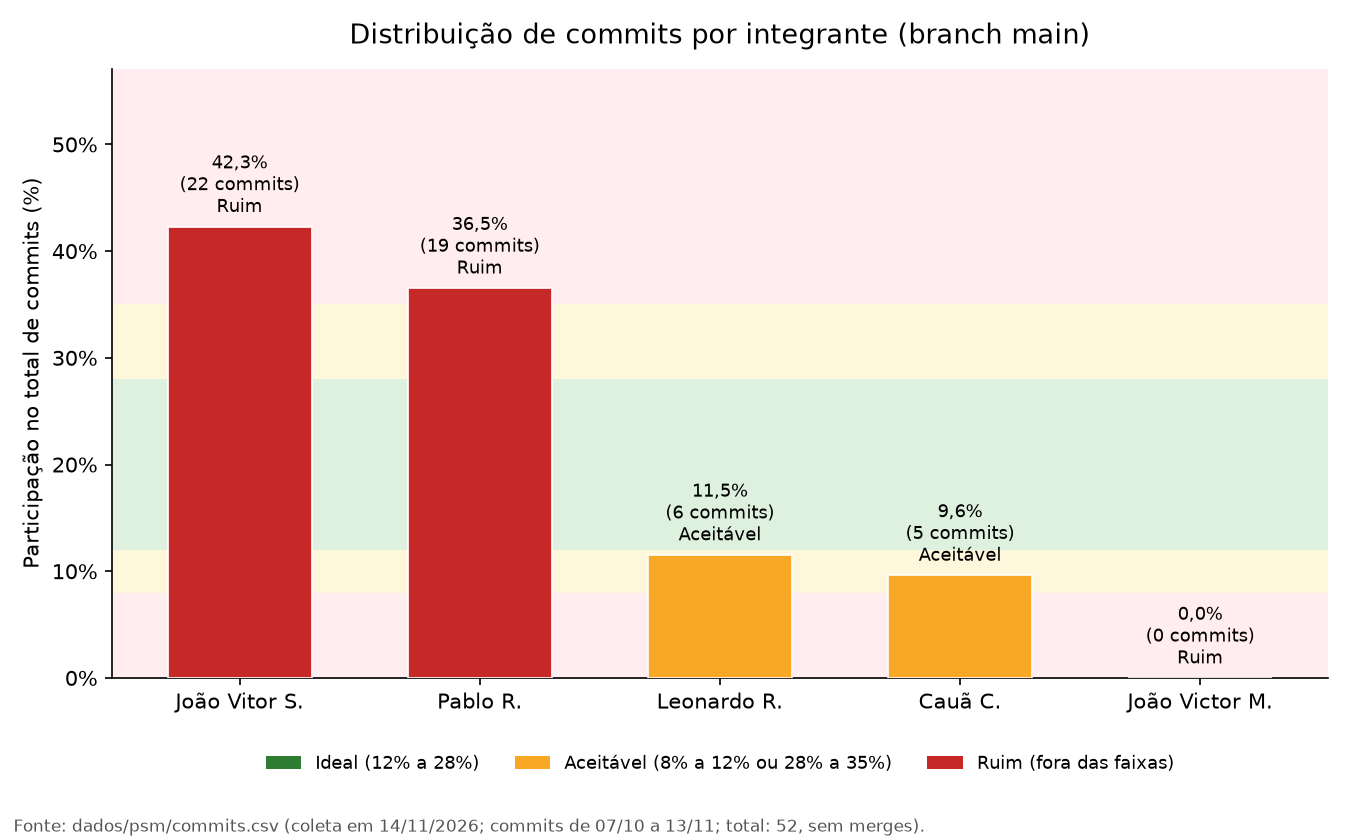 Distribuição de commits por integrante (branch main)
Participação no total de commits (%)
50%
40%
30%
20%
10%
0%
42,3%
(22 commits)
Ruim
36,5%
(19 commits)
Ruim
11,5%
(6 commits)
Aceitável
9,6%
(5 commits)
Aceitável
0,0%
(0 commits)
Ruim
João Vitor S.
Pablo R.
Leonardo R.
Cauã C.
João Victor M.
Ideal (12% a 28%)
Aceitável (8% a 12% ou 28% a 35%)
Ruim (fora das faixas)
Fonte: dados/psm/commits.csv (coleta em 14/11/2026; commits de 07/10 a 13/11; total: 52, sem merges).